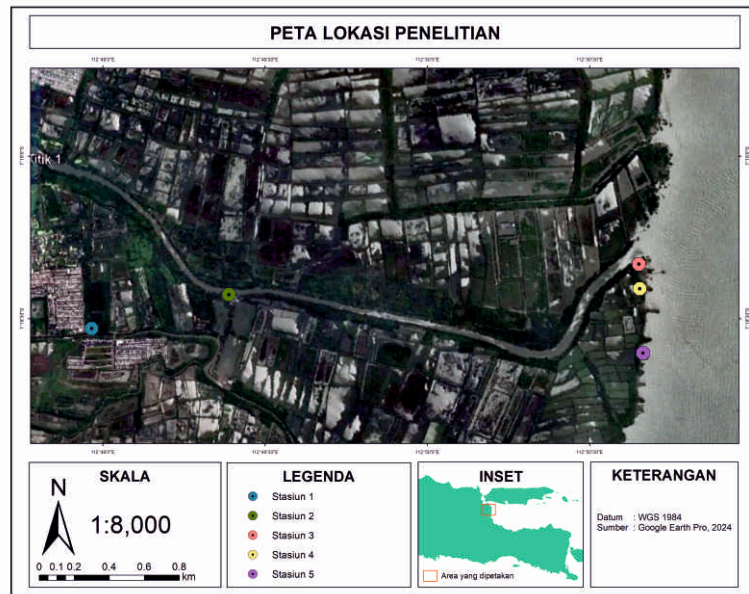 PETA LOKASI PENELITIAN
SKALA
N
1:8,000
0 0.1 0.2 0.4 0.6 0.8
km
LEGENDA
Stasiun 1
Stasiun 2
Stasiun 3
Stasiun 4
Stasiun 5
INSET
Area yang dipetakan
KETERANGAN
Datum : WGS 1984
Sumber : Google Earth Pro, 2024